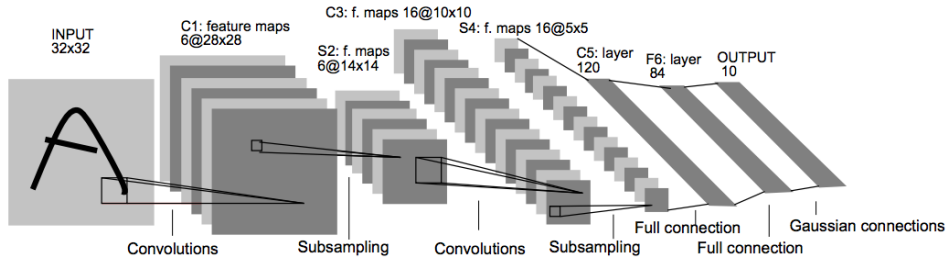 INPUT
32x32
C1: feature maps
6@28x28
S2: f. maps
6@14x14
C3: f. maps 16@10x10
S4: f. maps 16@5x5
C5: layer
120
F6: layer
84
OUTPUT
10
Convolutions
Subsampling
Convolutions
Subsampling
Full connection
Full connection
Gaussian connections
A